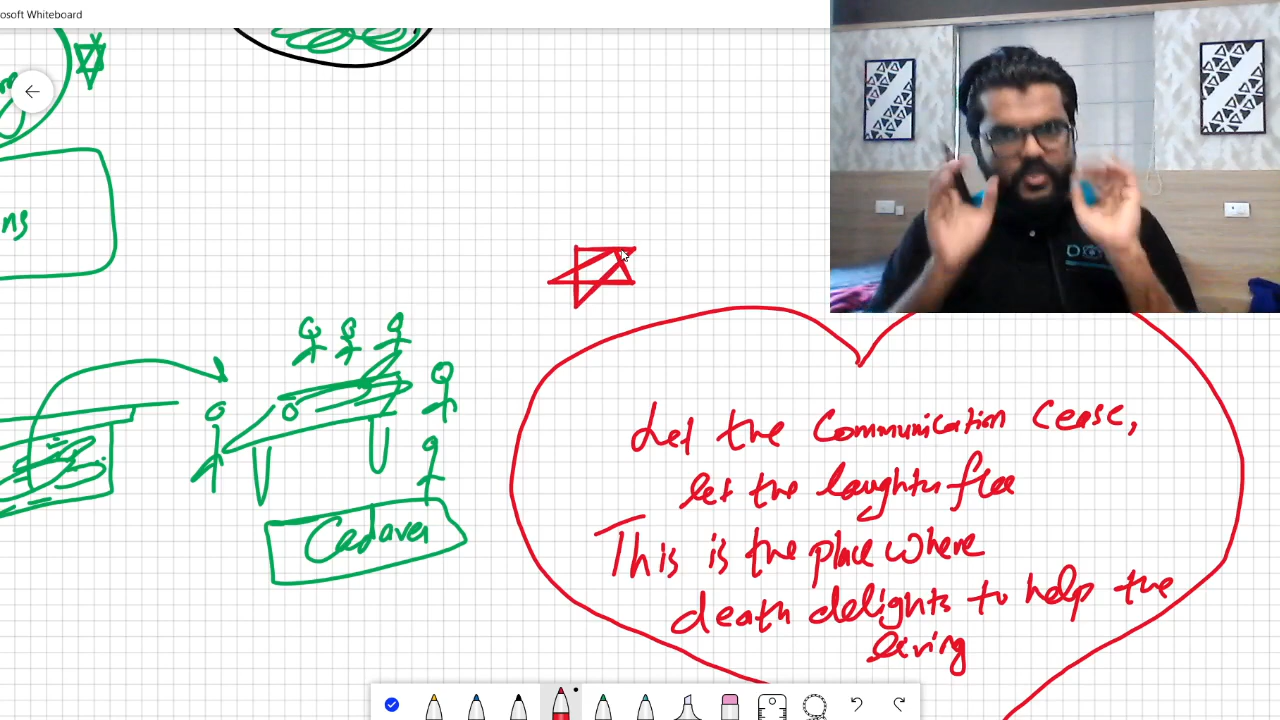 osoft Whiteboard
ns
Cadaver
Let the Communication Cease,
let the laughter flee
This is the place where
death delights to help the
living